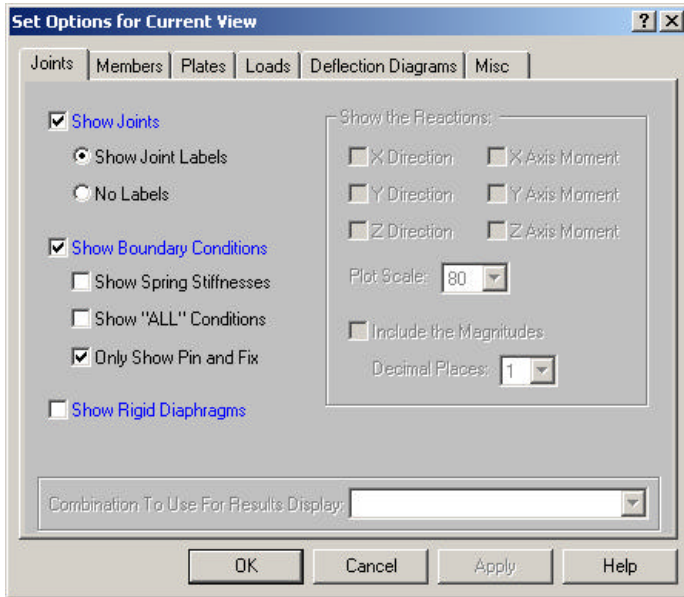 Set Options for Current View
Joints Members Plates Loads Deflection Diagrams Misc
Show Joints
Show Joint Labels
No Labels
Show Boundary Conditions
Show Spring Stiffnesses
Show "ALL" Conditions
Only Show Pin and Fix
Show Rigid Diaphragms
Show the Reactions:
X Direction X Axis Moment
Y Direction Y Axis Moment
Z Direction Z Axis Moment
Plot Scale: 80
Include the Magnitudes
Decimal Places: 1
Combination To Use For Results Display:
OK Cancel Apply Help